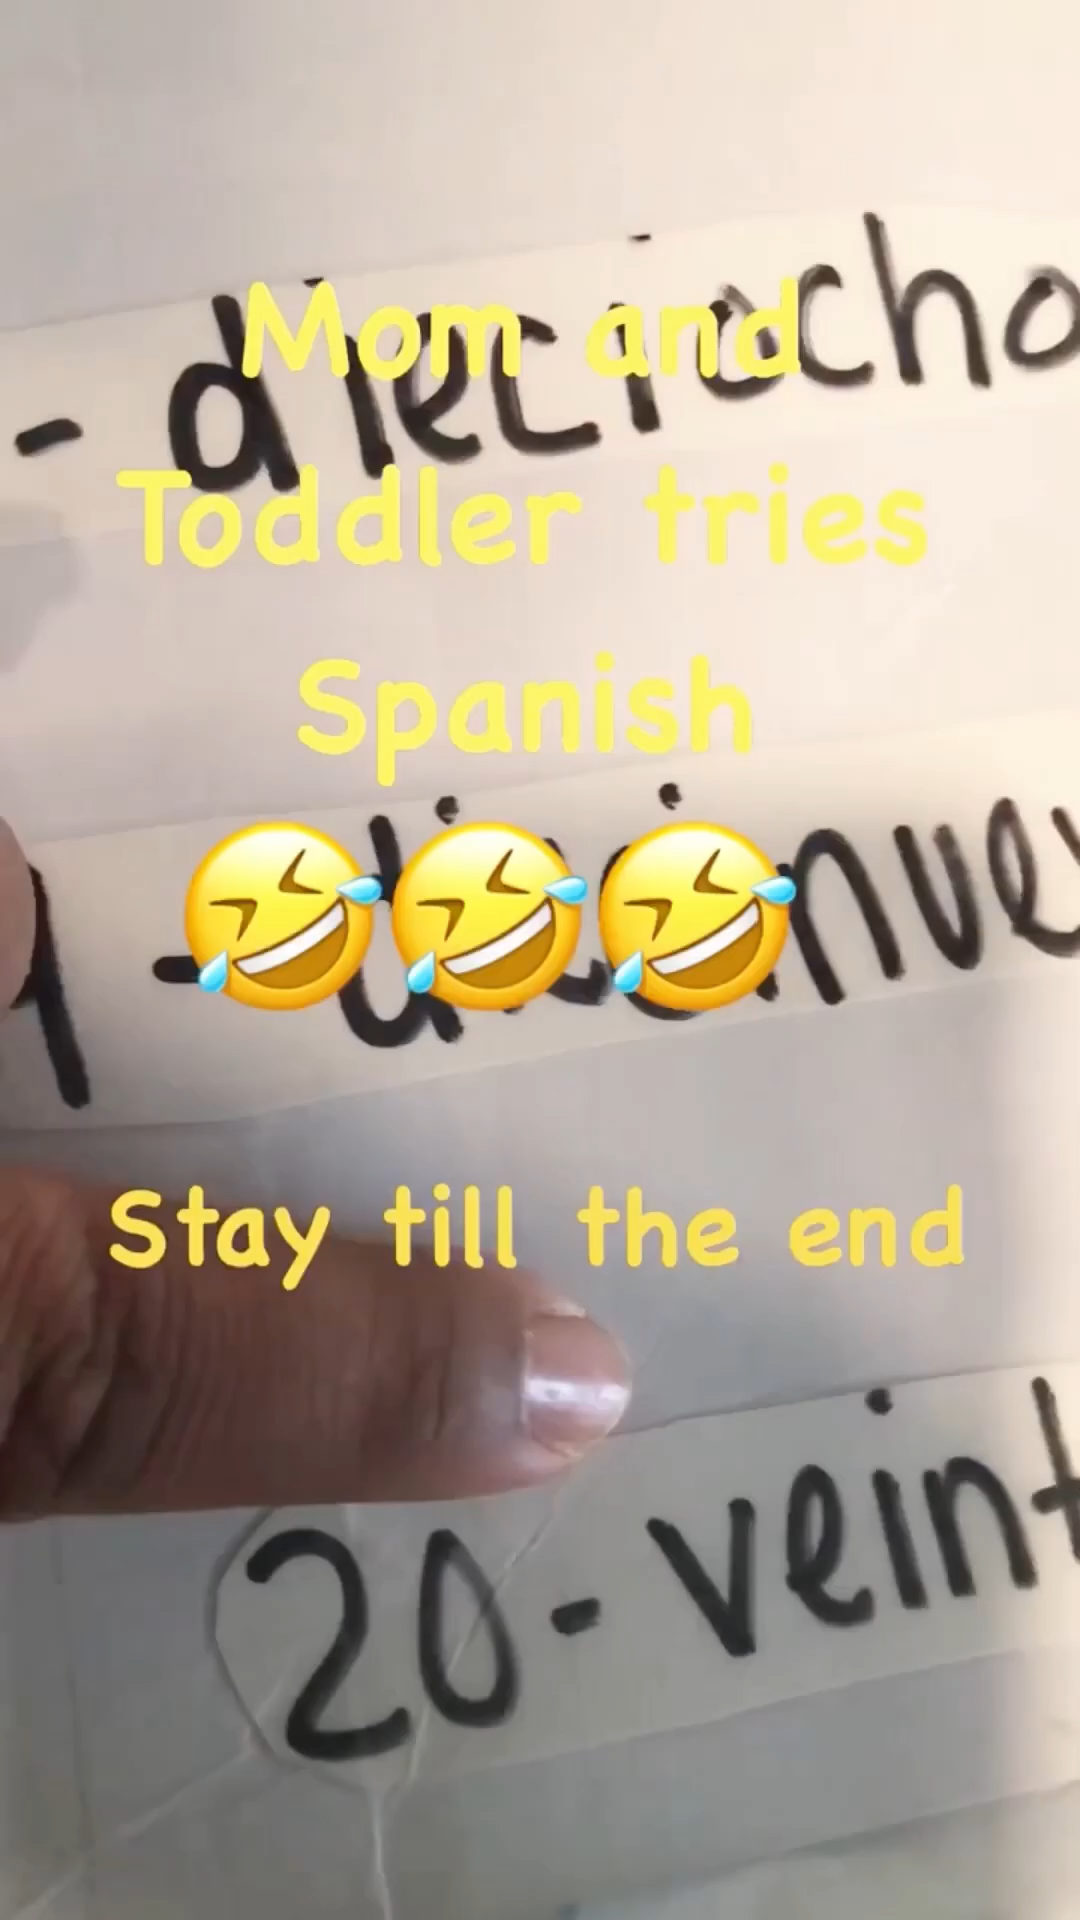 - dieciocho
Mom and
Toddler tries
Spanish
🤣🤣🤣
Stay till the end
20 - veint